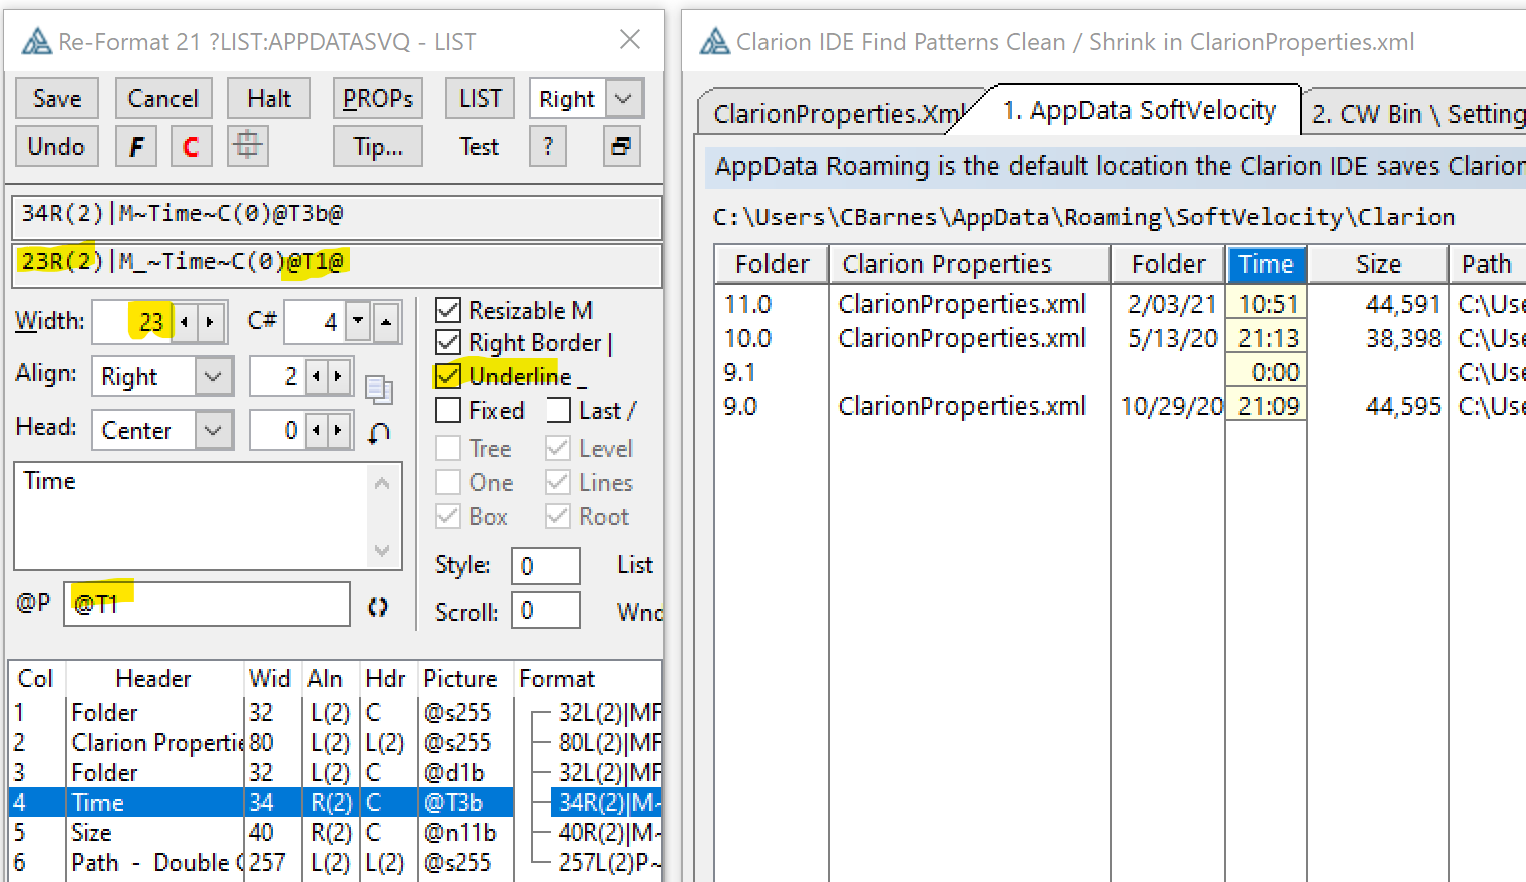 Re-Format 21 ?LIST:APPDATASVQ - LIST
Save Cancel Halt PROPs LIST Right
Undo F C Tip... Test ?
34R(2)|M~Time~C(0)@T3b@
23R(2)|M_~Time~C(0)@T1@
Width: 23 C# 4
Align: Right 2
Head: Center 0
Resizable M
Right Border |
Underline _
Fixed Last /
Tree Level
One Lines
Box Root
Time
Style: 0 List
@P @T1
Scroll: 0
Col Header Wid Aln Hdr Picture Format
1 Folder 32 L(2) C @s255 32L(2)|MF
2 Clarion Propertie 80 L(2) L(2) @s255 80L(2)|MF
3 Folder 32 L(2) C @d1b 32L(2)|MF
4 Time 34 R(2) C @T3b 34R(2)|M~
5 Size 40 R(2) C @n11b 40R(2)|M~
6 Path - Double 257 L(2) L(2) @s255 257L(2)P~
Clarion IDE Find Patterns Clean / Shrink in ClarionProperties.xml
ClarionProperties.Xml 1. AppData SoftVelocity 2. CW Bin \ Setting
AppData Roaming is the default location the Clarion IDE saves Clarion
C:\Users\CBarnes\AppData\Roaming\SoftVelocity\Clarion
Folder Clarion Properties Folder Time Size Path
11.0 ClarionProperties.xml 2/03/21 10:51 44,591 C:\Use
10.0 ClarionProperties.xml 5/13/20 21:13 38,398 C:\Use
9.1 0:00 C:\Use
9.0 ClarionProperties.xml 10/29/20 21:09 44,595 C:\Use